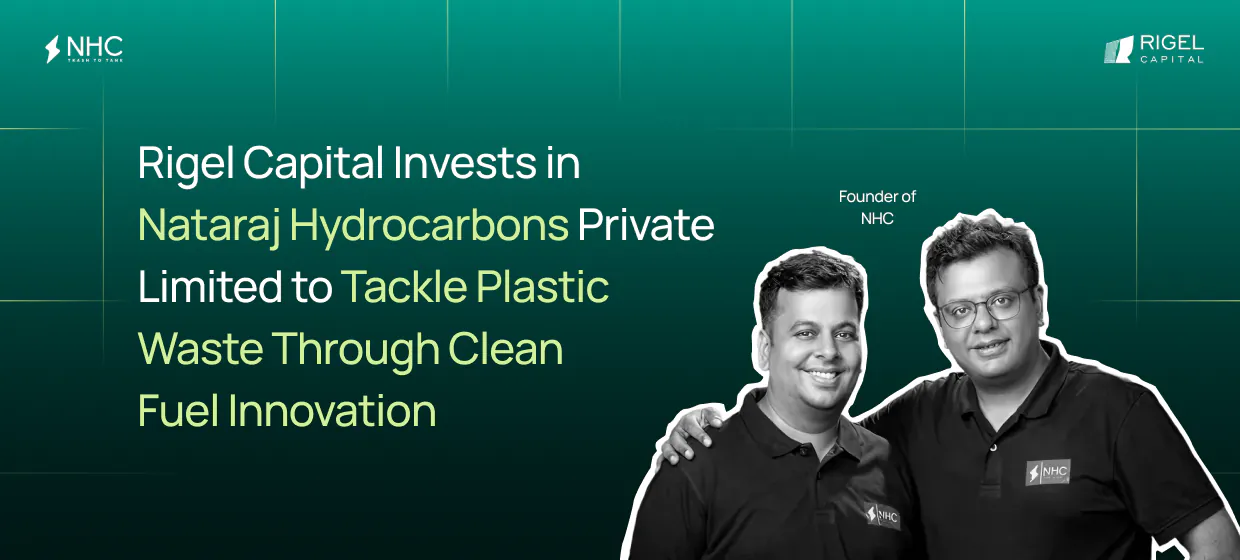 NHC
TRASH TO TANK
RIGEL
CAPITAL
Rigel Capital Invests in
Nataraj Hydrocarbons Private
Limited to Tackle Plastic
Waste Through Clean
Fuel Innovation
Founder of
NHC
NHC
NHC